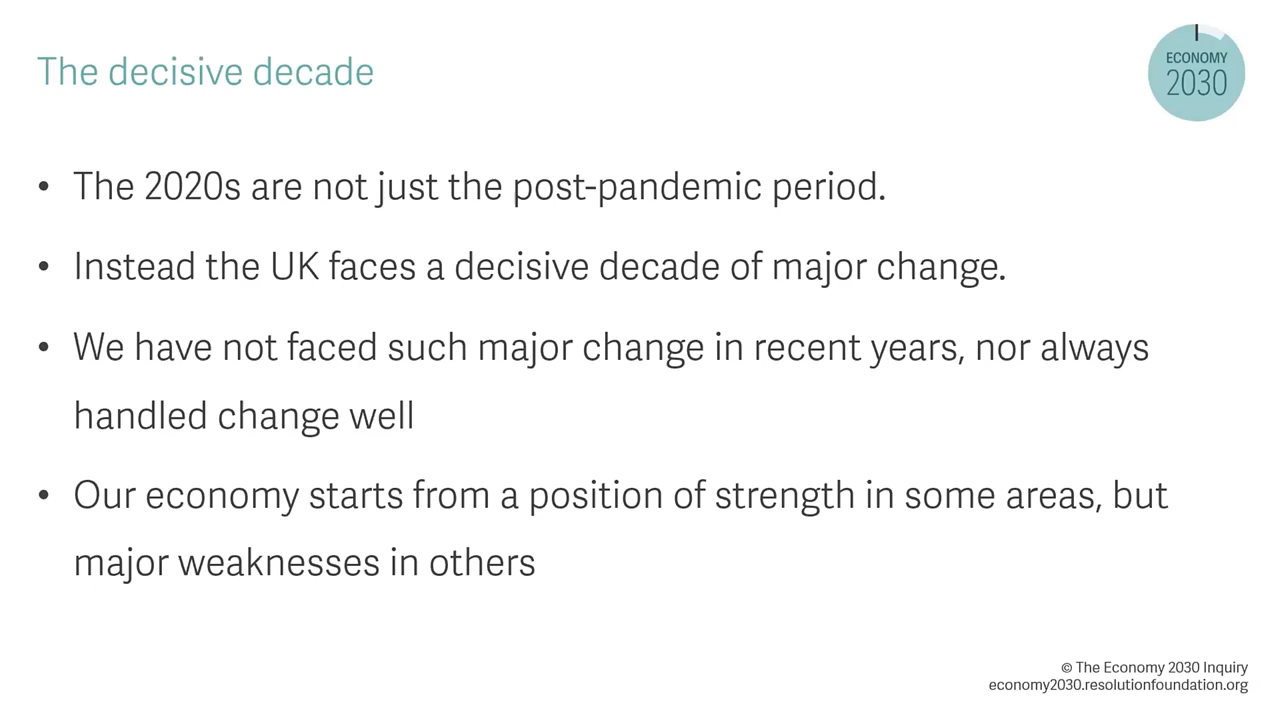 The decisive decade
ECONOMY
2030
• The 2020s are not just the post-pandemic period.
• Instead the UK faces a decisive decade of major change.
• We have not faced such major change in recent years, nor always
handled change well
• Our economy starts from a position of strength in some areas, but
major weaknesses in others
© The Economy 2030 Inquiry
economy2030.resolutionfoundation.org